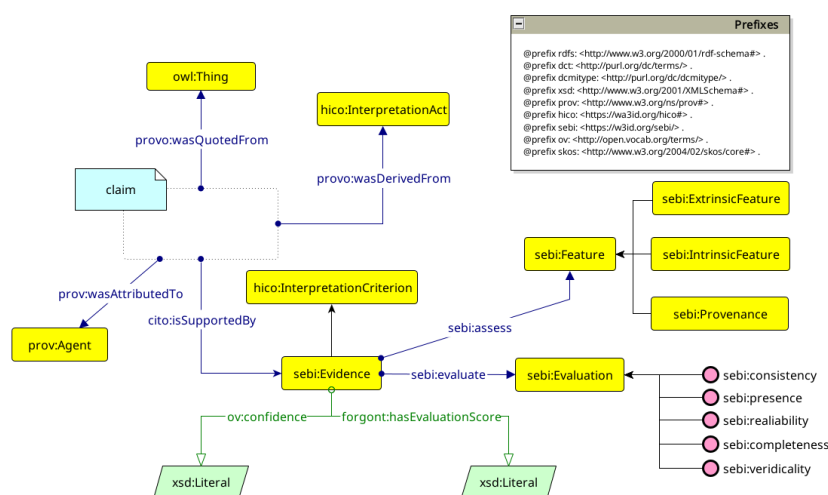 Prefixes
@prefix rdfs: <http://www.w3.org/2000/01/rdf-schema#> .
@prefix dct: <http://purl.org/dc/terms/> .
@prefix dcmitype: <http://purl.org/dc/dcmitype/> .
@prefix xsd: <http://www.w3.org/2001/XMLSchema#> .
@prefix prov: <http://www.w3.org/ns/prov#> .
@prefix hico: <https://wa3id.org/hico#> .
@prefix sebi: <https://w3id.org/sebi/> .
@prefix ov: <http://open.vocab.org/terms/> .
@prefix skos: <http://www.w3.org/2004/02/skos/core#> .
owl:Thing
hico:InterpretationAct
provo:wasQuotedFrom
claim
provo:wasDerivedFrom
sebi:ExtrinsicFeature
sebi:Feature
sebi:IntrinsicFeature
hico:InterpretationCriterion
prov:wasAttributedTo
sebi:Provenance
cito:isSupportedBy
sebi:assess
prov:Agent
sebi:Evidence
sebi:evaluate
sebi:Evaluation
sebi:consistency
sebi:presence
sebi:realiability
sebi:completeness
sebi:veridicality
ov:confidence
forgont:hasEvaluationScore
xsd:Literal
xsd:Literal